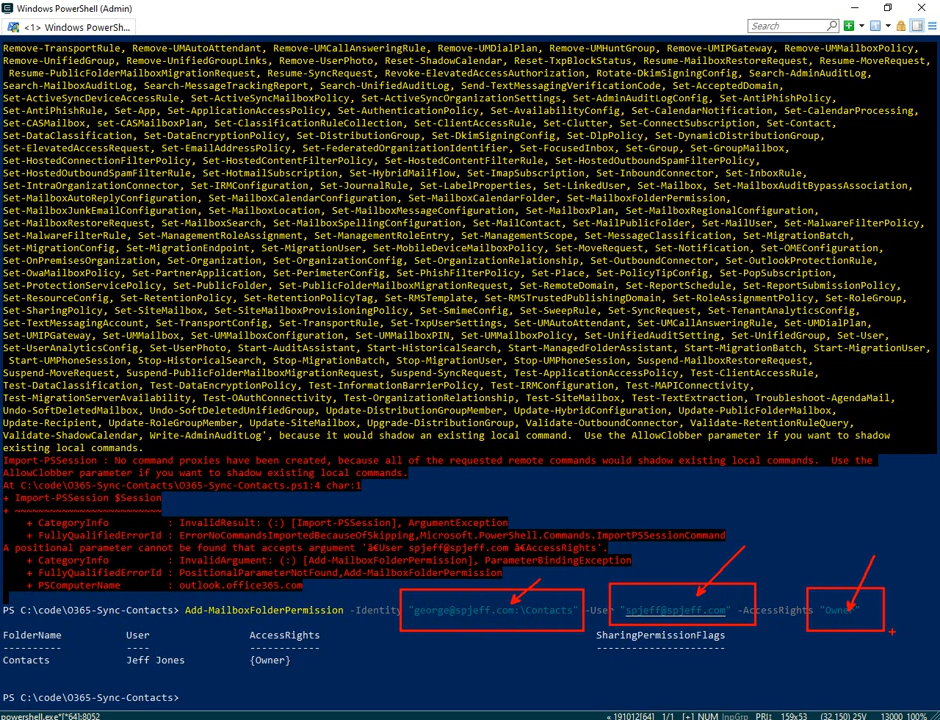 Windows PowerShell (Admin)
<1> Windows PowerSh...
Search
Remove-TransportRule, Remove-UMAutoAttendant, Remove-UMCallAnsweringRule, Remove-UMDialPlan, Remove-UMHuntGroup, Remove-UMIPGateway, Remove-UMMailboxPolicy,
Remove-UnifiedGroup, Remove-UnifiedGroupLinks, Remove-UserPhoto, Reset-ShadowCalendar, Reset-TxpBlockStatus, Resume-MailboxRestoreRequest, Resume-MoveRequest,
Resume-PublicFolderMailboxMigrationRequest, Resume-SyncRequest, Revoke-ElevatedAccessAuthorization, Rotate-DkimSigningConfig, Search-AdminAuditLog,
Search-MailboxAuditLog, Search-MessageTrackingReport, Search-UnifiedAuditLog, Send-TextMessagingVerificationCode, Set-AcceptedDomain,
Set-ActiveSyncDeviceAccessRule, Set-ActiveSyncMailboxPolicy, Set-ActiveSyncOrganizationSettings, Set-AdminAuditLogConfig, Set-AntiPhishPolicy,
Set-AntiPhishRule, Set-App, Set-ApplicationAccessPolicy, Set-AuthenticationPolicy, Set-AvailabilityConfig, Set-CalendarNotification, Set-CalendarProcessing,
Set-CASMailbox, Set-CASMailboxPlan, Set-ClassificationRuleCollection, Set-ClientAccessRule, Set-Clutter, Set-ConnectSubscription, Set-Contact,
Set-DataClassification, Set-DataEncryptionPolicy, Set-DistributionGroup, Set-DkimSigningConfig, Set-DlpPolicy, Set-DynamicDistributionGroup,
Set-ElevatedAccessRequest, Set-EmailAddressPolicy, Set-FederatedOrganizationIdentifier, Set-FocusedInbox, Set-Group, Set-GroupMailbox,
Set-HostedConnectionFilterPolicy, Set-HostedContentFilterPolicy, Set-HostedContentFilterRule, Set-HostedOutboundSpamFilterPolicy,
Set-HostedOutboundSpamFilterRule, Set-HotmailSubscription, Set-HybridMailflow, Set-ImapSubscription, Set-InboundConnector, Set-InboxRule,
Set-IntraOrganizationConnector, Set-IRMConfiguration, Set-JournalRule, Set-LabelProperties, Set-LinkedUser, Set-Mailbox, Set-MailboxAuditBypassAssociation,
Set-MailboxAutoReplyConfiguration, Set-MailboxCalendarConfiguration, Set-MailboxCalendarFolder, Set-MailboxFolderPermission,
Set-MailboxJunkEmailConfiguration, Set-MailboxLocation, Set-MailboxMessageConfiguration, Set-MailboxPlan, Set-MailboxRegionalConfiguration,
Set-MailboxRestoreRequest, Set-MailboxSearch, Set-MailboxSpellingConfiguration, Set-MailContact, Set-MailPublicFolder, Set-MailUser, Set-MalwareFilterPolicy,
Set-MalwareFilterRule, Set-ManagementRoleAssignment, Set-ManagementRoleEntry, Set-ManagementScope, Set-MessageClassification, Set-MigrationBatch,
Set-MigrationConfig, Set-MigrationEndpoint, Set-MigrationUser, Set-MobileDeviceMailboxPolicy, Set-MoveRequest, Set-Notification, Set-OMEConfiguration,
Set-OnPremisesOrganization, Set-Organization, Set-OrganizationConfig, Set-OrganizationRelationship, Set-OutboundConnector, Set-OutlookProtectionRule,
Set-OwaMailboxPolicy, Set-PartnerApplication, Set-PerimeterConfig, Set-PhishFilterPolicy, Set-Place, Set-PolicyTipConfig, Set-PopSubscription,
Set-ProtectionServicePolicy, Set-PublicFolder, Set-PublicFolderMailboxMigrationRequest, Set-RemoteDomain, Set-ReportSchedule, Set-ReportSubmissionPolicy,
Set-ResourceConfig, Set-RetentionPolicy, Set-RetentionPolicyTag, Set-RMSTemplate, Set-RMSTrustedPublishingDomain, Set-RoleAssignmentPolicy, Set-RoleGroup,
Set-SharingPolicy, Set-SiteMailbox, Set-SiteMailboxProvisioningPolicy, Set-SmimeConfig, Set-SweepRule, Set-SyncRequest, Set-TenantAnalyticsConfig,
Set-TextMessagingAccount, Set-TransportConfig, Set-TransportRule, Set-TxpUserSettings, Set-UMAutoAttendant, Set-UMCallAnsweringRule, Set-UMDialPlan,
Set-UMIPGateway, Set-UMMailbox, Set-UMMailboxConfiguration, Set-UMMailboxPIN, Set-UMMailboxPolicy, Set-UnifiedAuditSetting, Set-UnifiedGroup, Set-User,
Set-UserAnalyticsConfig, Set-UserPhoto, Start-AuditAssistant, Start-HistoricalSearch, Start-ManagedFolderAssistant, Start-MigrationBatch, Start-MigrationUser,
Start-UMPhoneSession, Stop-HistoricalSearch, Stop-MigrationBatch, Stop-MigrationUser, Stop-UMPhoneSession, Suspend-MailboxRestoreRequest,
Suspend-MoveRequest, Suspend-PublicFolderMailboxMigrationRequest, Suspend-SyncRequest, Test-ApplicationAccessPolicy, Test-ClientAccessRule,
Test-DataClassification, Test-DataEncryptionPolicy, Test-InformationBarrierPolicy, Test-IRMConfiguration, Test-MAPIConnectivity,
Test-MigrationServerAvailability, Test-OAuthConnectivity, Test-OrganizationRelationship, Test-SiteMailbox, Test-TextExtraction, Troubleshoot-AgendaMail,
Undo-SoftDeletedMailbox, Undo-SoftDeletedUnifiedGroup, Update-DistributionGroupMember, Update-HybridConfiguration, Update-PublicFolderMailbox,
Update-Recipient, Update-RoleGroupMember, Update-SiteMailbox, Upgrade-DistributionGroup, Validate-OutboundConnector, Validate-RetentionRuleQuery,
Validate-ShadowCalendar, Write-AdminAuditLog', because it would shadow an existing local command.  Use the AllowClobber parameter if you want to shadow
existing local commands.
Import-PSSession : No command proxies have been created, because all of the requested remote commands would shadow existing local commands.  Use the
AllowClobber parameter if you want to shadow existing local commands.
At C:\code\O365-Sync-Contacts\O365-Sync-Contacts.ps1:4 char:1
+ Import-PSSession $Session
+ ~~~~~~~~~~~~~~~~~~~~~~~~~
+ CategoryInfo          : InvalidResult: (:) [Import-PSSession], ArgumentException
+ FullyQualifiedErrorId : ErrorNoCommandsImportedBecauseOfSkipping,Microsoft.PowerShell.Commands.ImportPSSessionCommand
A positional parameter cannot be found that accepts argument 'â€User spjeff@spjeff.com â€AccessRights'.
+ CategoryInfo          : InvalidArgument: (:) [Add-MailboxFolderPermission], ParameterBindingException
+ FullyQualifiedErrorId : PositionalParameterNotFound,Add-MailboxFolderPermission
+ PSComputerName        : outlook.office365.com
PS C:\code\O365-Sync-Contacts> Add-MailboxFolderPermission -Identity "george@spjeff.com:\Contacts" -User "spjeff@spjeff.com" -AccessRights "Owner"
FolderName User AccessRights SharingPermissionFlags
---------- ---- ------------ ----------------------
Contacts Jeff Jones {Owner}
PS C:\code\O365-Sync-Contacts>
powershell.exe*[*64]:8052 « 191012[64] 1/1 [+] NUM InpGrp PRI: 159x53 (32,150) 25V 13000 100%